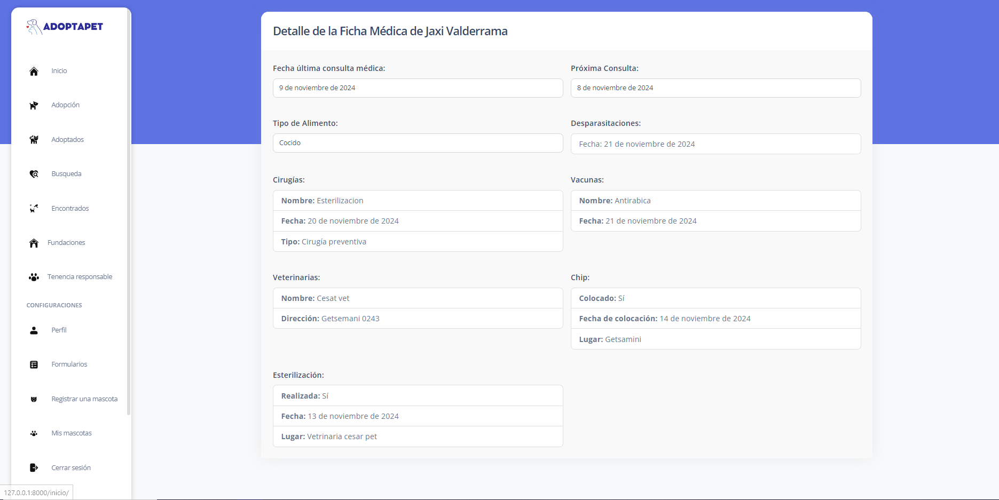 ADOPTAPET
Inicio
Adopción
Adoptados
Busqueda
Encontrados
Fundaciones
Tenencia responsable
CONFIGURACIONES
Perfil
Formularios
Registrar una mascota
Mis mascotas
Cerrar sesión
127.0.0.1:8000/inicio/
Detalle de la Ficha Médica de Jaxi Valderrama
Fecha última consulta médica:
9 de noviembre de 2024
Próxima Consulta:
8 de noviembre de 2024
Tipo de Alimento:
Cocido
Desparasitaciones:
Fecha: 21 de noviembre de 2024
Cirugías:
Nombre: Esterilizacion
Fecha: 20 de noviembre de 2024
Tipo: Cirugía preventiva
Vacunas:
Nombre: Antirabica
Fecha: 21 de noviembre de 2024
Veterinarias:
Nombre: Cesat vet
Dirección: Getsemani 0243
Chip:
Colocado: Sí
Fecha de colocación: 14 de noviembre de 2024
Lugar: Getsamini
Esterilización:
Realizada: Sí
Fecha: 13 de noviembre de 2024
Lugar: Vetrinaria cesar pet